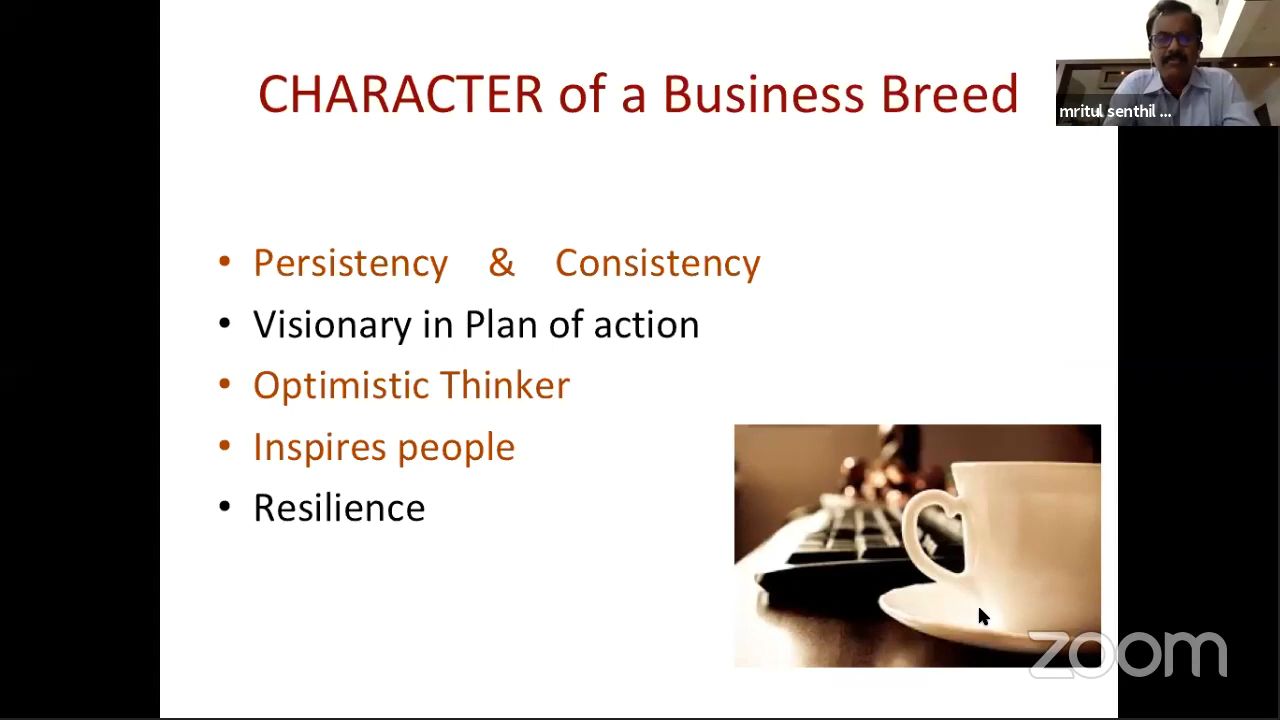 CHARACTER of a Business Breed
mritul senthil ...
• Persistency & Consistency
• Visionary in Plan of action
• Optimistic Thinker
• Inspires people
• Resilience
zoom